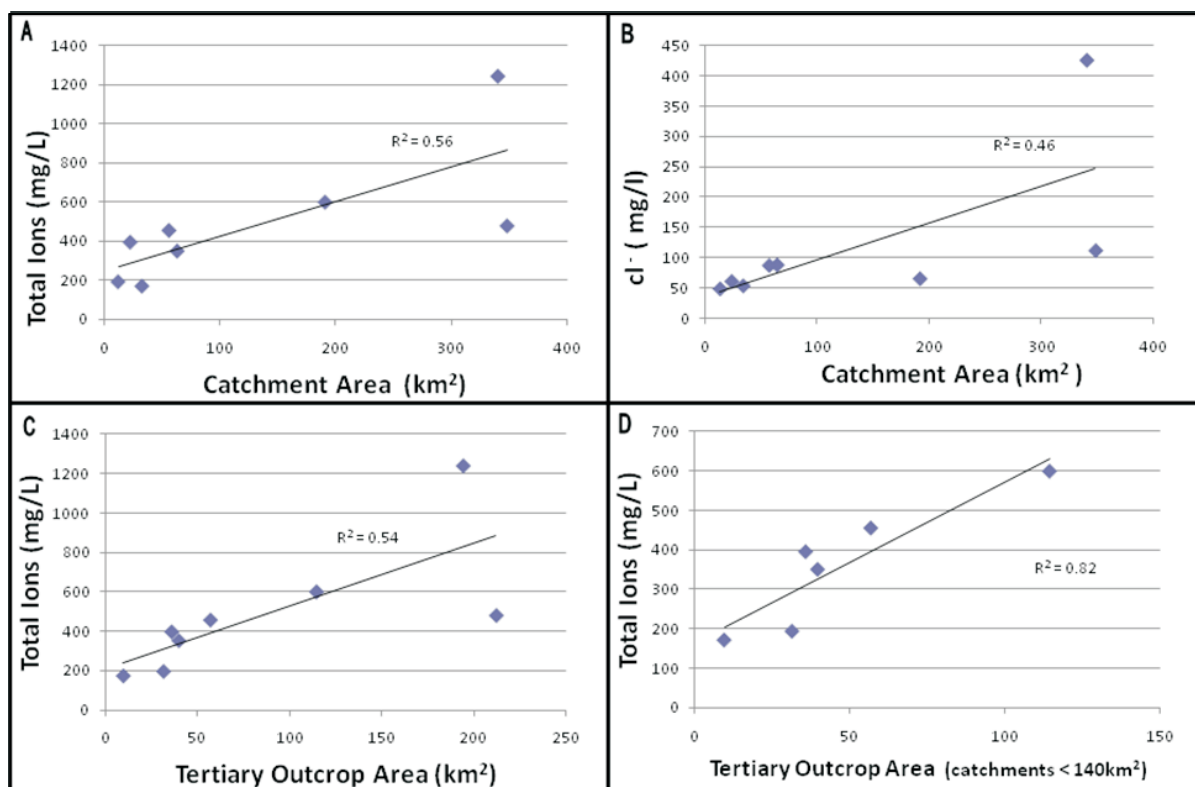 A
Total Ions (mg/L)
1400
1200
1000
800
600
400
200
0
R² = 0.56
0 100 200 300 400
Catchment Area (km²)
B
cl⁻ ( mg/l)
450
400
350
300
250
200
150
100
50
0
R² = 0.46
0 100 200 300 400
Catchment Area (km² )
C
Total Ions (mg/L)
1400
1200
1000
800
600
400
200
0
R² = 0.54
0 50 100 150 200 250
Tertiary Outcrop Area (km²)
D
Total Ions (mg/L)
700
600
500
400
300
200
100
0
R² = 0.82
0 50 100 150
Tertiary Outcrop Area (catchments < 140km²)